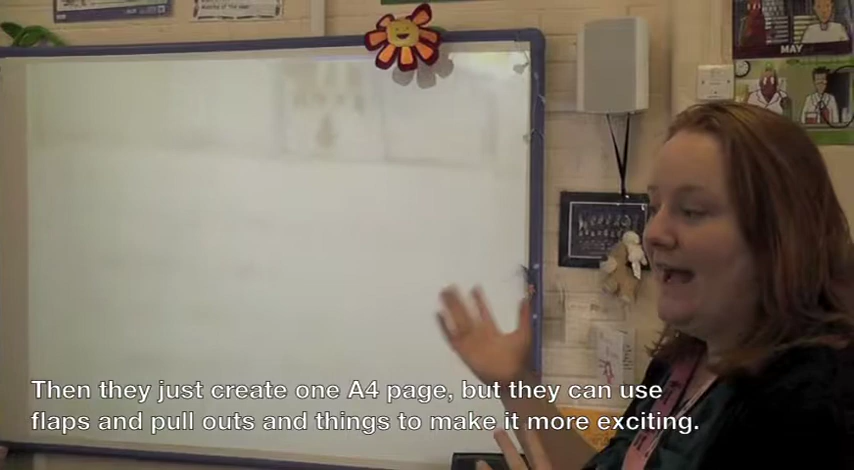 MAY
Then they just create one A4 page, but they can use
flaps and pull outs and things to make it more exciting.